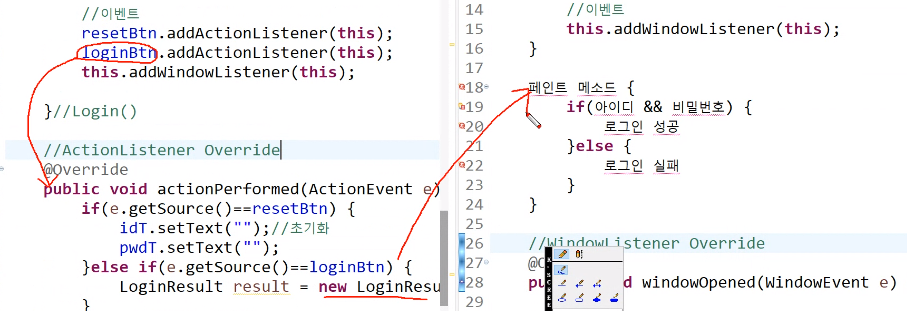 //이벤트
resetBtn.addActionListener(this);
loginBtn.addActionListener(this);
this.addWindowListener(this);
}//Login()
//ActionListener Override
@Override
public void actionPerformed(ActionEvent e)
if(e.getSource()==resetBtn) {
idT.setText("");//초기화
pwdT.setText("");
}else if(e.getSource()==loginBtn) {
LoginResult result = new LoginResu
}
14 //이벤트
15 this.addWindowListener(this);
16 }
17
18 페인트 메소드 {
19 if(아이디 && 비밀번호) {
20 로그인 성공
21 }else {
22 로그인 실패
23 }
24 }
25
26 //WindowListener Override
27 @O
28 pu d windowOpened(WindowEvent e)
29